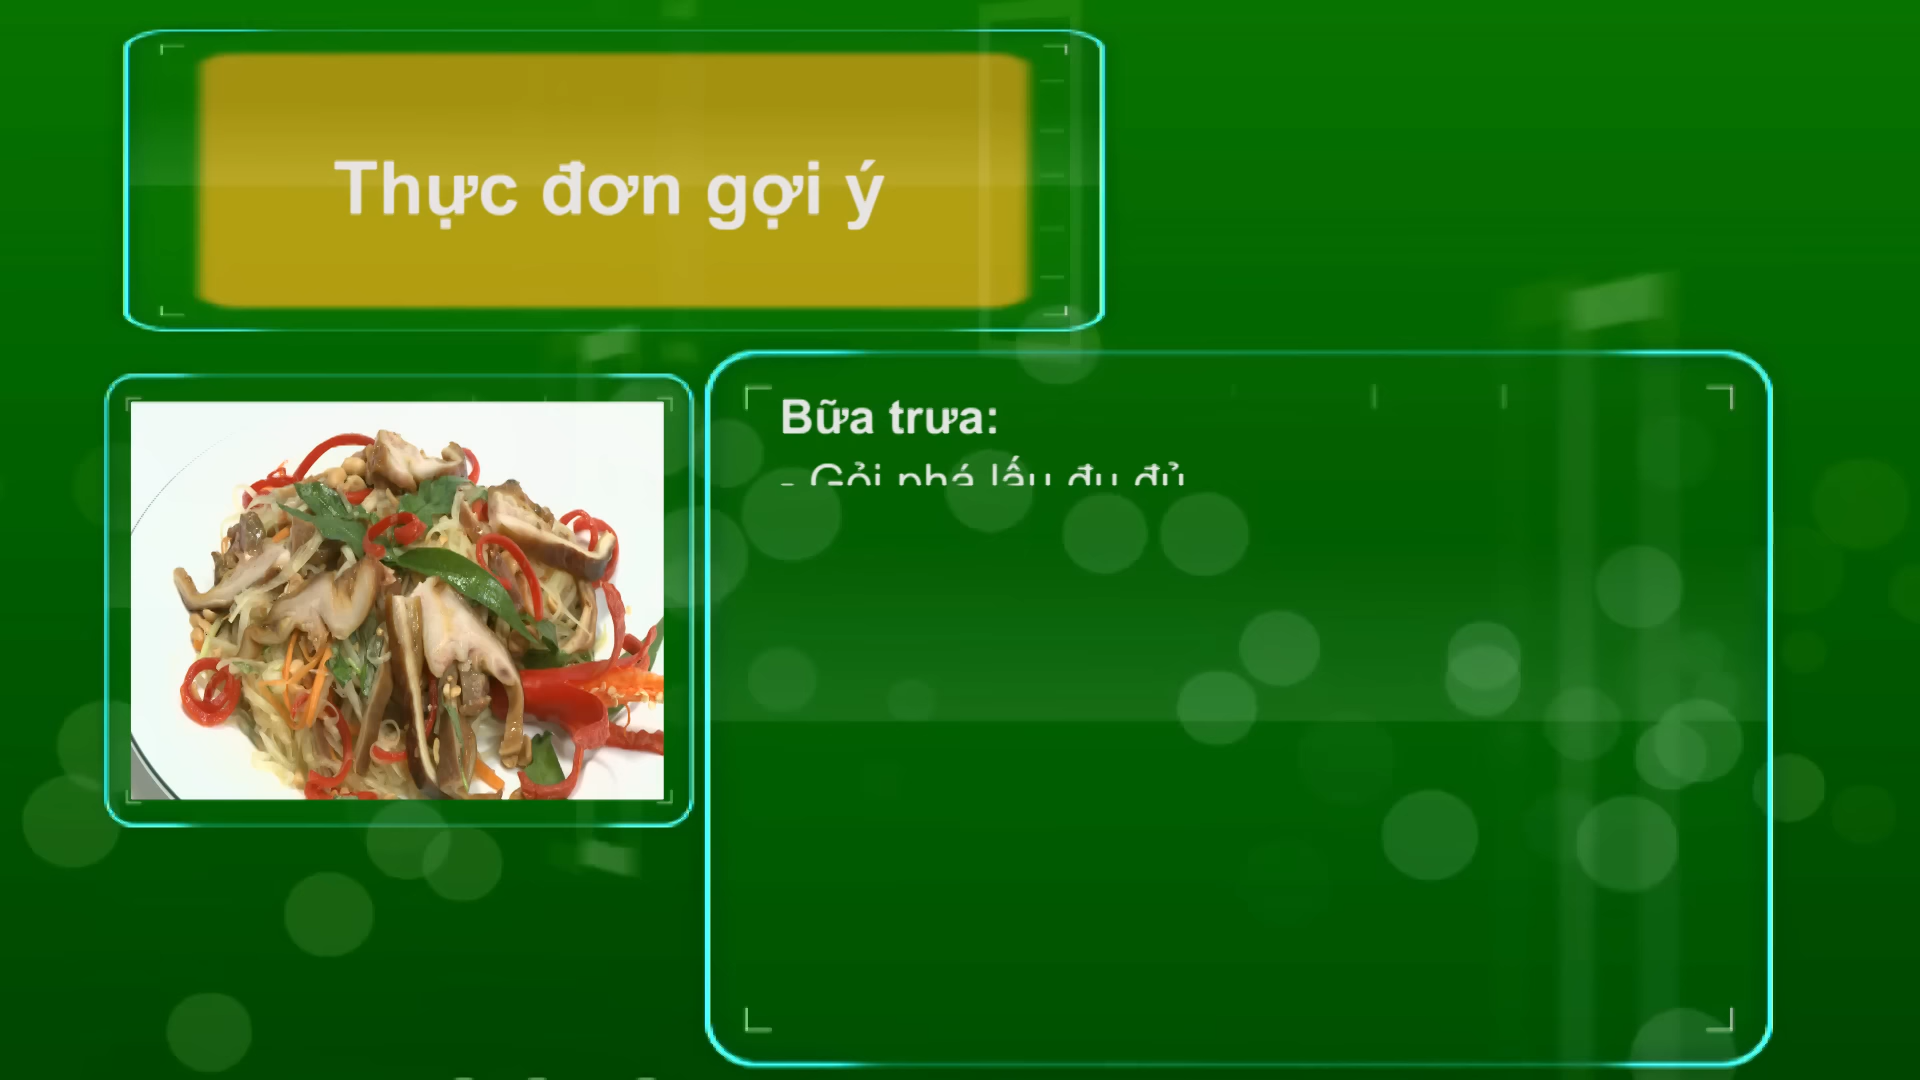 Thực đơn gợi ý
Bữa trưa:
- Gỏi phá lấu đu đủ